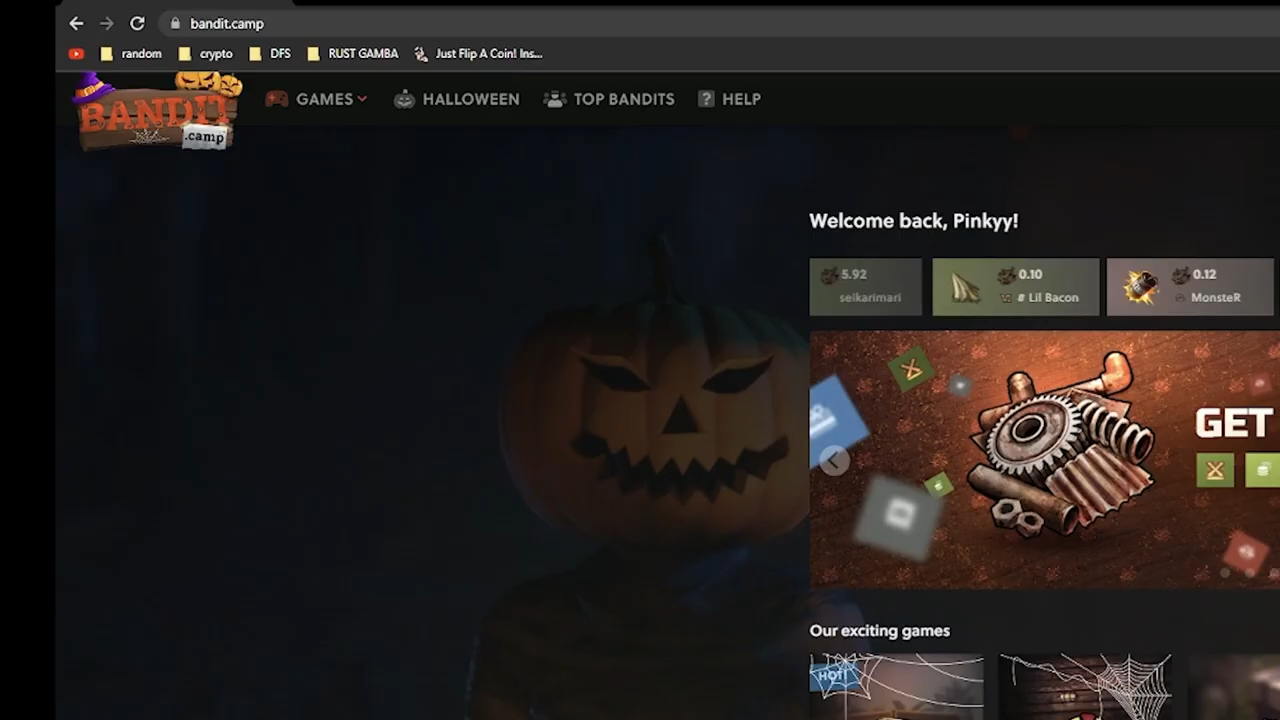 bandit.camp
random
crypto
DFS
RUST GAMBA
Just Flip A Coin! Ins...
BANDIT
.camp
GAMES
HALLOWEEN
TOP BANDITS
? HELP
Welcome back, Pinkyy!
5.92
seikarimari
0.10
# Lil Bacon
0.12
MonsteR
GET
Our exciting games
HOT!